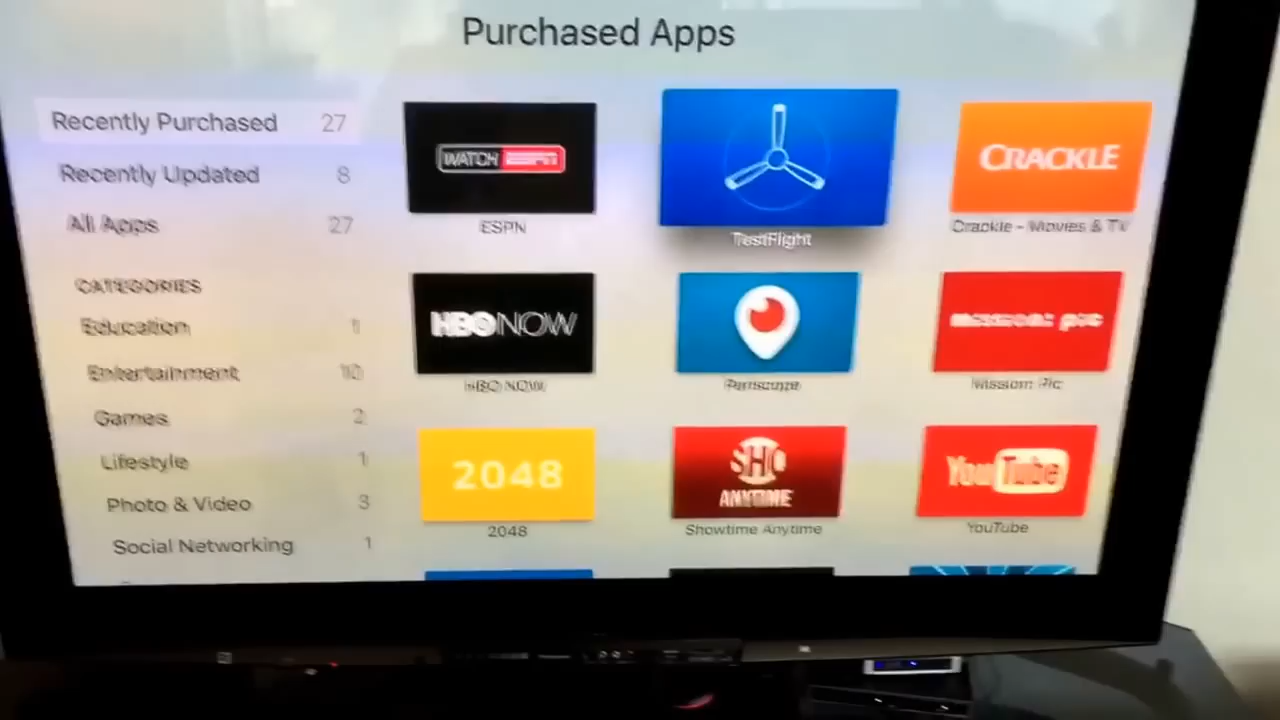 Purchased Apps
Recently Purchased 27
Recently Updated 8
All Apps 27
CATEGORIES
Education 1
Entertainment 10
Games 2
Lifestyle 1
Photo & Video 3
Social Networking 1
WATCH ESPN
ESPN
TestFlight
CRACKLE
Crackle - Movies & TV
HBO NOW
HBO NOW
Periscope
mission: pic
Mission Pic
2048
2048
SHO
ANYTIME
Showtime Anytime
YouTube
YouTube